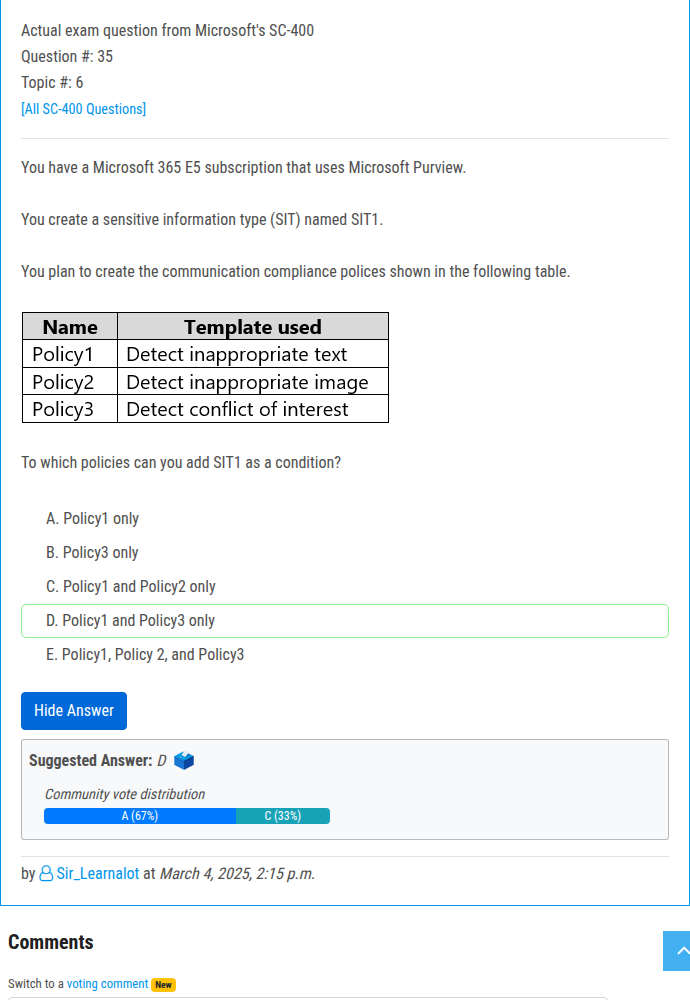 Actual exam question from Microsoft's SC-400
Question #: 35
Topic #: 6
[All SC-400 Questions]
You have a Microsoft 365 E5 subscription that uses Microsoft Purview.
You create a sensitive information type (SIT) named SIT1.
You plan to create the communication compliance polices shown in the following table.
Name Template used
Policy1 Detect inappropriate text
Policy2 Detect inappropriate image
Policy3 Detect conflict of interest
To which policies can you add SIT1 as a condition?
A. Policy1 only
B. Policy3 only
C. Policy1 and Policy2 only
D. Policy1 and Policy3 only
E. Policy1, Policy 2, and Policy3
Hide Answer
Suggested Answer: D
Community vote distribution
A (67%) C (33%)
by Sir_Learnalot at March 4, 2025, 2:15 p.m.
Comments
Switch to a voting comment New